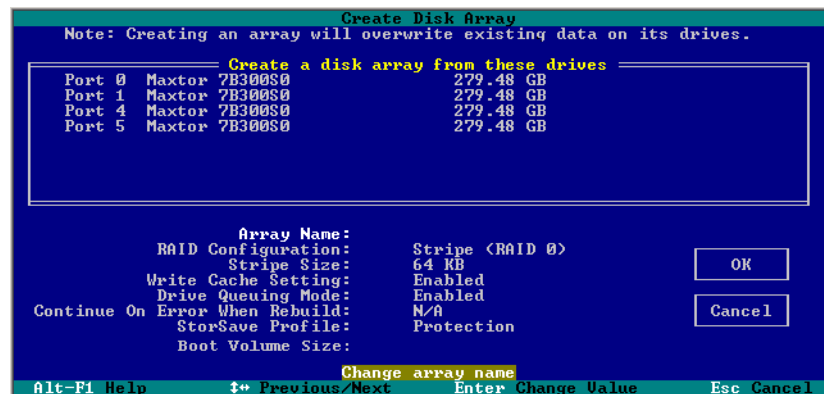 Create Disk Array
Note: Creating an array will overwrite existing data on its drives.
Create a disk array from these drives
Port 0 Maxtor 7B300S0 279.48 GB
Port 1 Maxtor 7B300S0 279.48 GB
Port 4 Maxtor 7B300S0 279.48 GB
Port 5 Maxtor 7B300S0 279.48 GB
Array Name:
RAID Configuration: Stripe (RAID 0)
Stripe Size: 64 KB
Write Cache Setting: Enabled
Drive Queuing Mode: Enabled
Continue On Error When Rebuild: N/A
StorSave Profile: Protection
Boot Volume Size:
OK
Cancel
Change array name
Alt-F1 Help ↕↔ Previous/Next Enter Change Value Esc Cancel